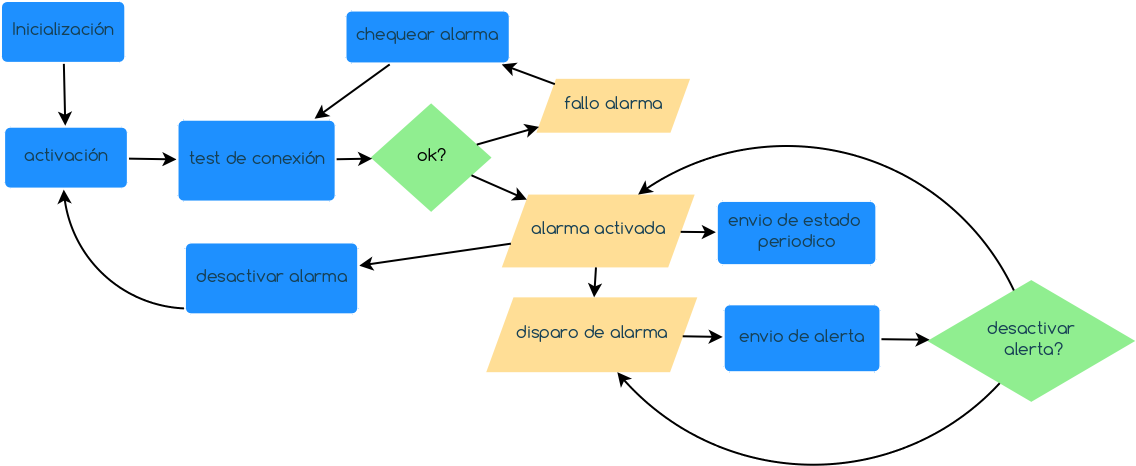 Inicialización
chequear alarma
fallo alarma
activación
test de conexión
ok?
alarma activada
envio de estado
periodico
desactivar alarma
disparo de alarma
envio de alerta
desactivar
alerta?